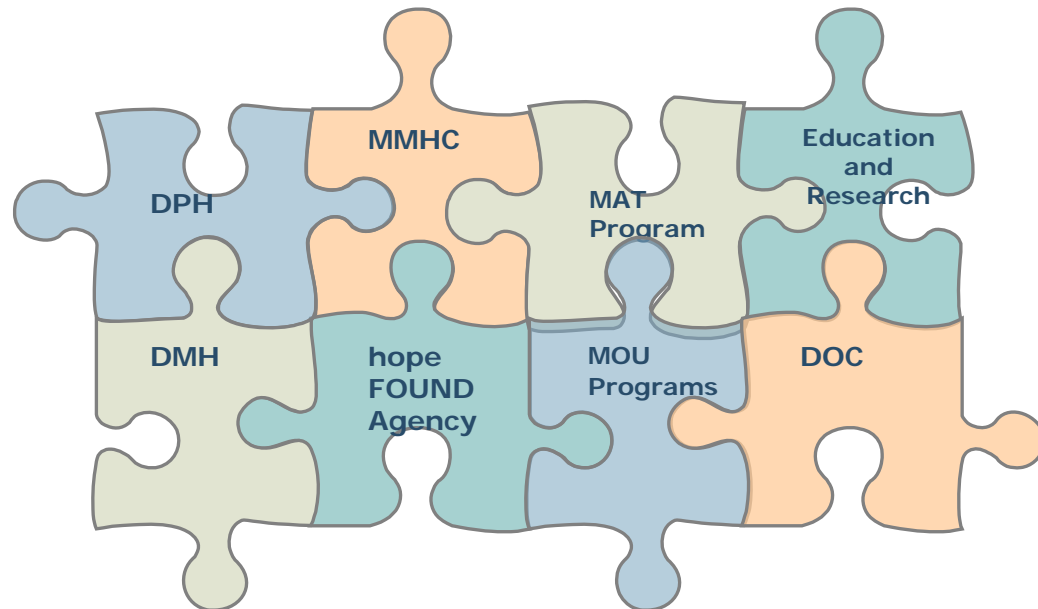 DPH
MMHC
MAT
Program
Education
and
Research
DMH
hope
FOUND
Agency
MOU
Programs
DOC